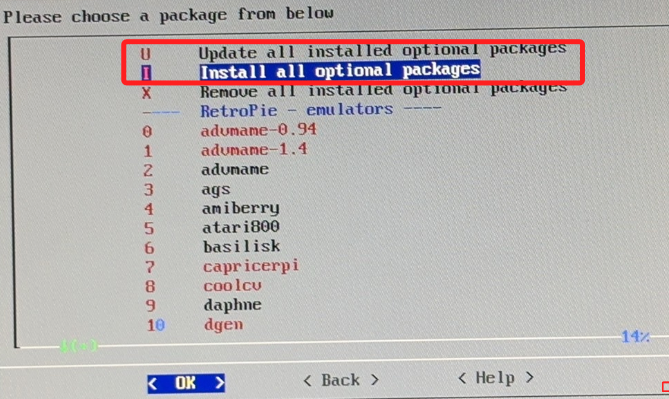 Please choose a package from below
U Update all installed optional packages
I Install all optional packages
X Remove all installed optional packages
---- RetroPie - emulators ----
0 advmame-0.94
1 advmame-1.4
2 advmame
3 ags
4 amiberry
5 atari800
6 basilisk
7 capricerpi
8 coolcv
9 daphne
10 dgen
↓(+) 14%
< OK > < Back > < Help >